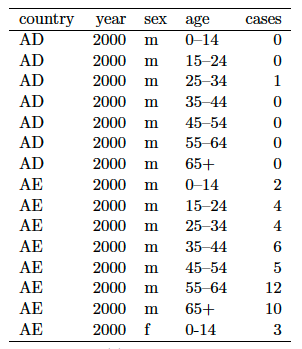 country year sex age cases
AD 2000 m 0–14 0
AD 2000 m 15–24 0
AD 2000 m 25–34 1
AD 2000 m 35–44 0
AD 2000 m 45–54 0
AD 2000 m 55–64 0
AD 2000 m 65+ 0
AE 2000 m 0–14 2
AE 2000 m 15–24 4
AE 2000 m 25–34 4
AE 2000 m 35–44 6
AE 2000 m 45–54 5
AE 2000 m 55–64 12
AE 2000 m 65+ 10
AE 2000 f 0-14 3